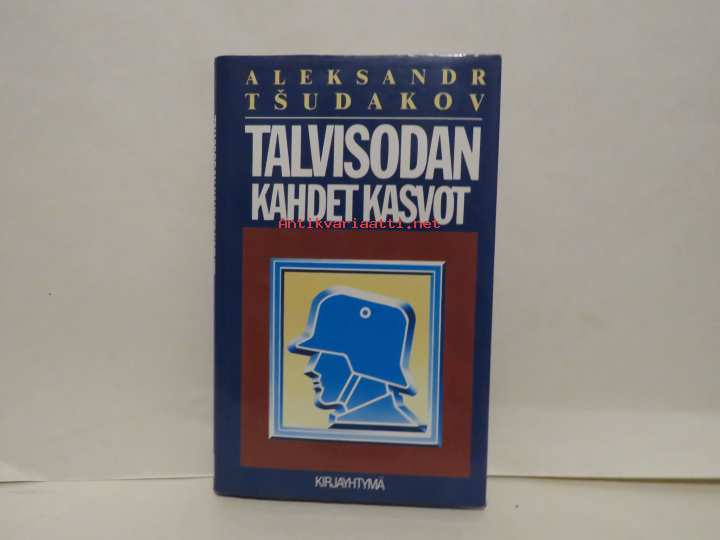 ALEKSANDR
TŠUDAKOV
TALVISODAN
KAHDET KASVOT
Antikvariaatti.net
KIRJAYHTYMÄ